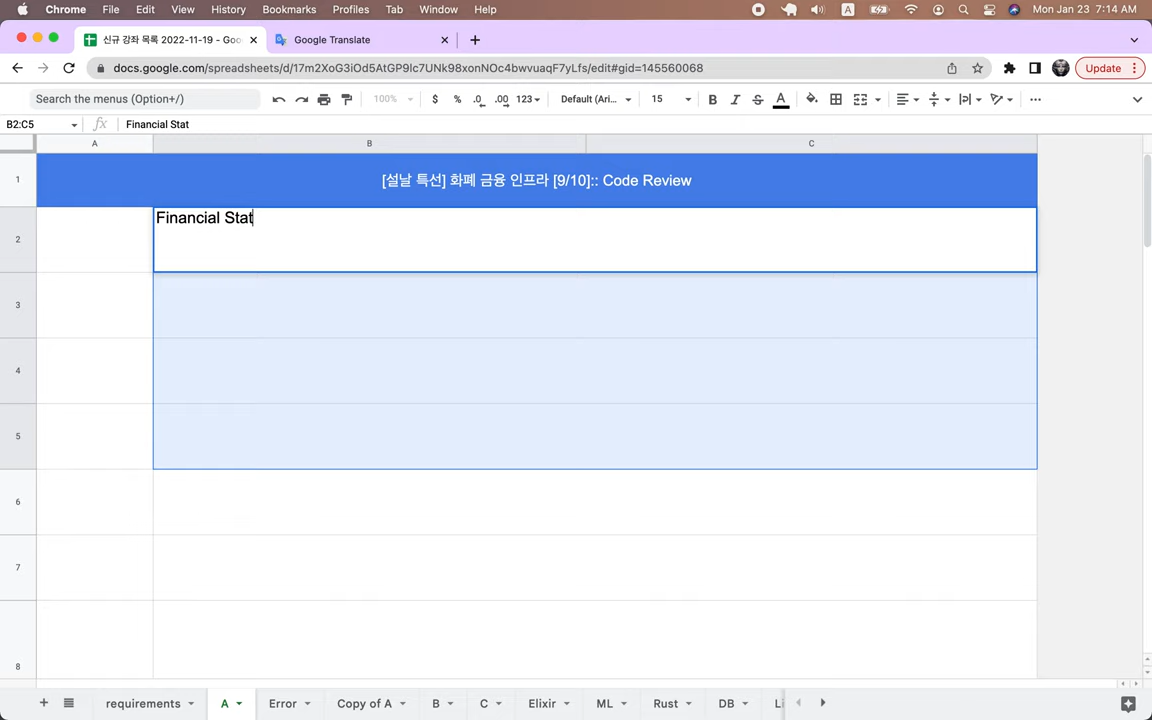 Chrome File Edit View History Bookmarks Profiles Tab Window Help A Mon Jan 23 7:14 AM
신규 강좌 목록 2022-11-19 - Goo Google Translate
docs.google.com/spreadsheets/d/17m2XoG3iOd5AtGP9lc7UNk98xonNOc4bwvuaqF7yLfs/edit#gid=145560068 Update
Search the menus (Option+/) 100% $ % .0 .00 123 Default (Ari... 15 B I S A
B2:C5 fx Financial Stat
A B C
1 [설날 특선] 화폐 금융 인프라 [9/10]:: Code Review
2 Financial Stat
3
4
5
6
7
8
requirements A Error Copy of A B C Elixir ML Rust DB Li